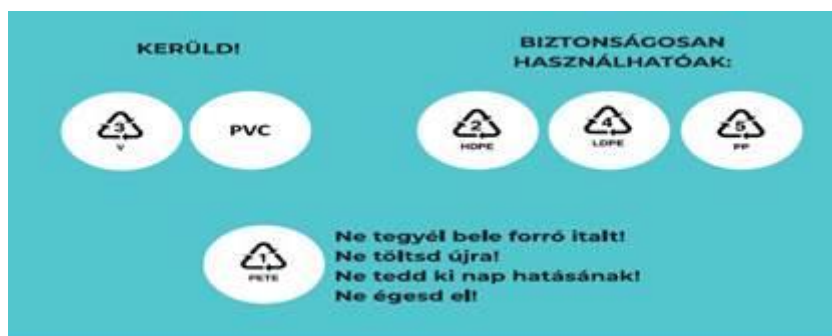 KERÜLD!
BIZTONSÁGOSAN
HASZNÁLHATÓAK:
3
V
PVC
2
HDPE
4
LDPE
5
PP
1
PETE
Ne tegyél bele forró italt!
Ne töltsd újra!
Ne tedd ki nap hatásának!
Ne égesd el!